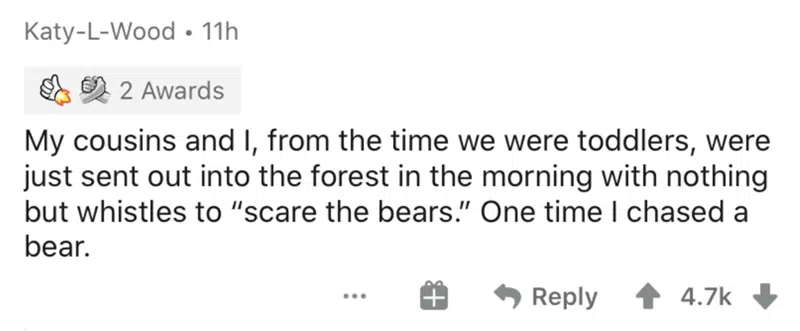 Katy-L-Wood • 11h
2 Awards
My cousins and I, from the time we were toddlers, were
just sent out into the forest in the morning with nothing
but whistles to “scare the bears.” One time I chased a
bear.
Reply 4.7k